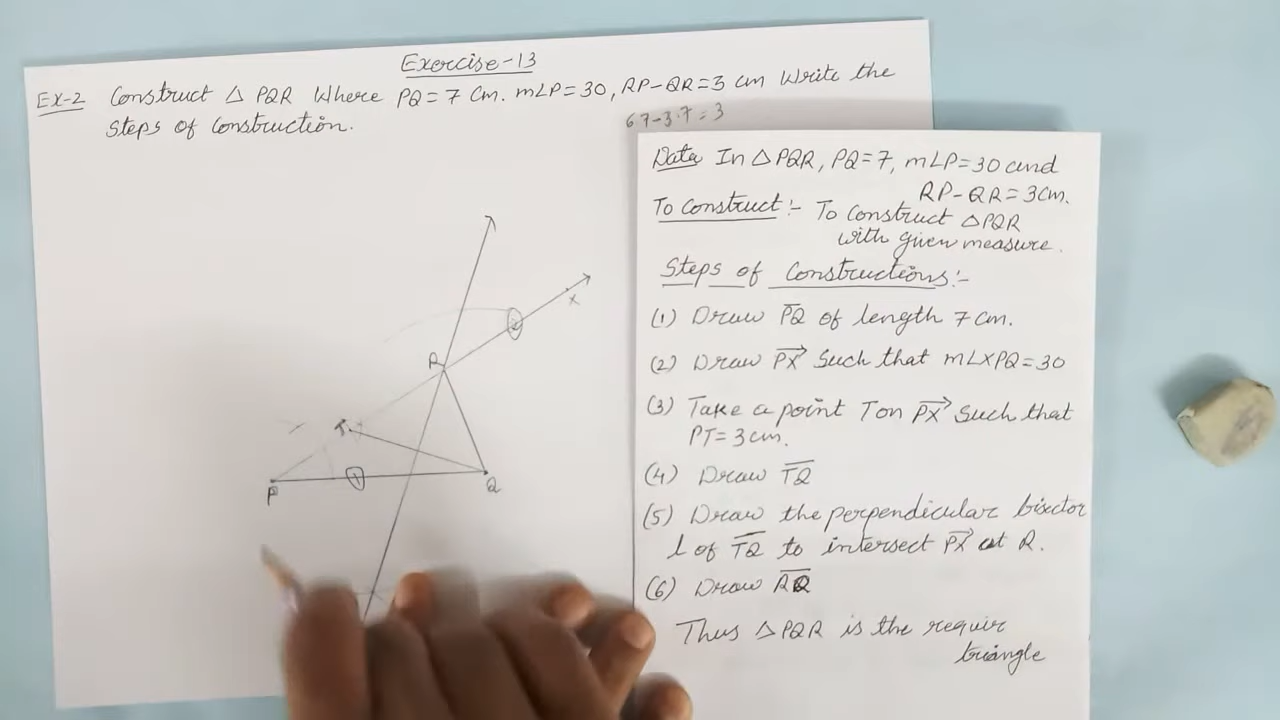 Exercise-13
EX-2 Construct △ PQR Where PQ = 7 Cm. m∠P = 30, RP-QR = 3 cm Write the
Steps of Construction.
6.7-3.7 = 3
Data In △PQR, PQ = 7, m∠P = 30 and
RP-QR = 3cm.
To Construct:- To Construct △PQR
with given measure.
Steps of Constructions:-
(1) Draw P̅Q̅ of length 7 cm.
(2) Draw PX→ Such that m∠XPQ = 30
(3) Take a point T on PX→ Such that
PT = 3 cm.
(4) Draw T̅Q̅
(5) Draw the perpendicular bisector
l of T̅Q̅ to intersect PX→ at R.
(6) Draw R̅Q̅
Thus △PQR is the requir
triangle
X
R
T
P
Q